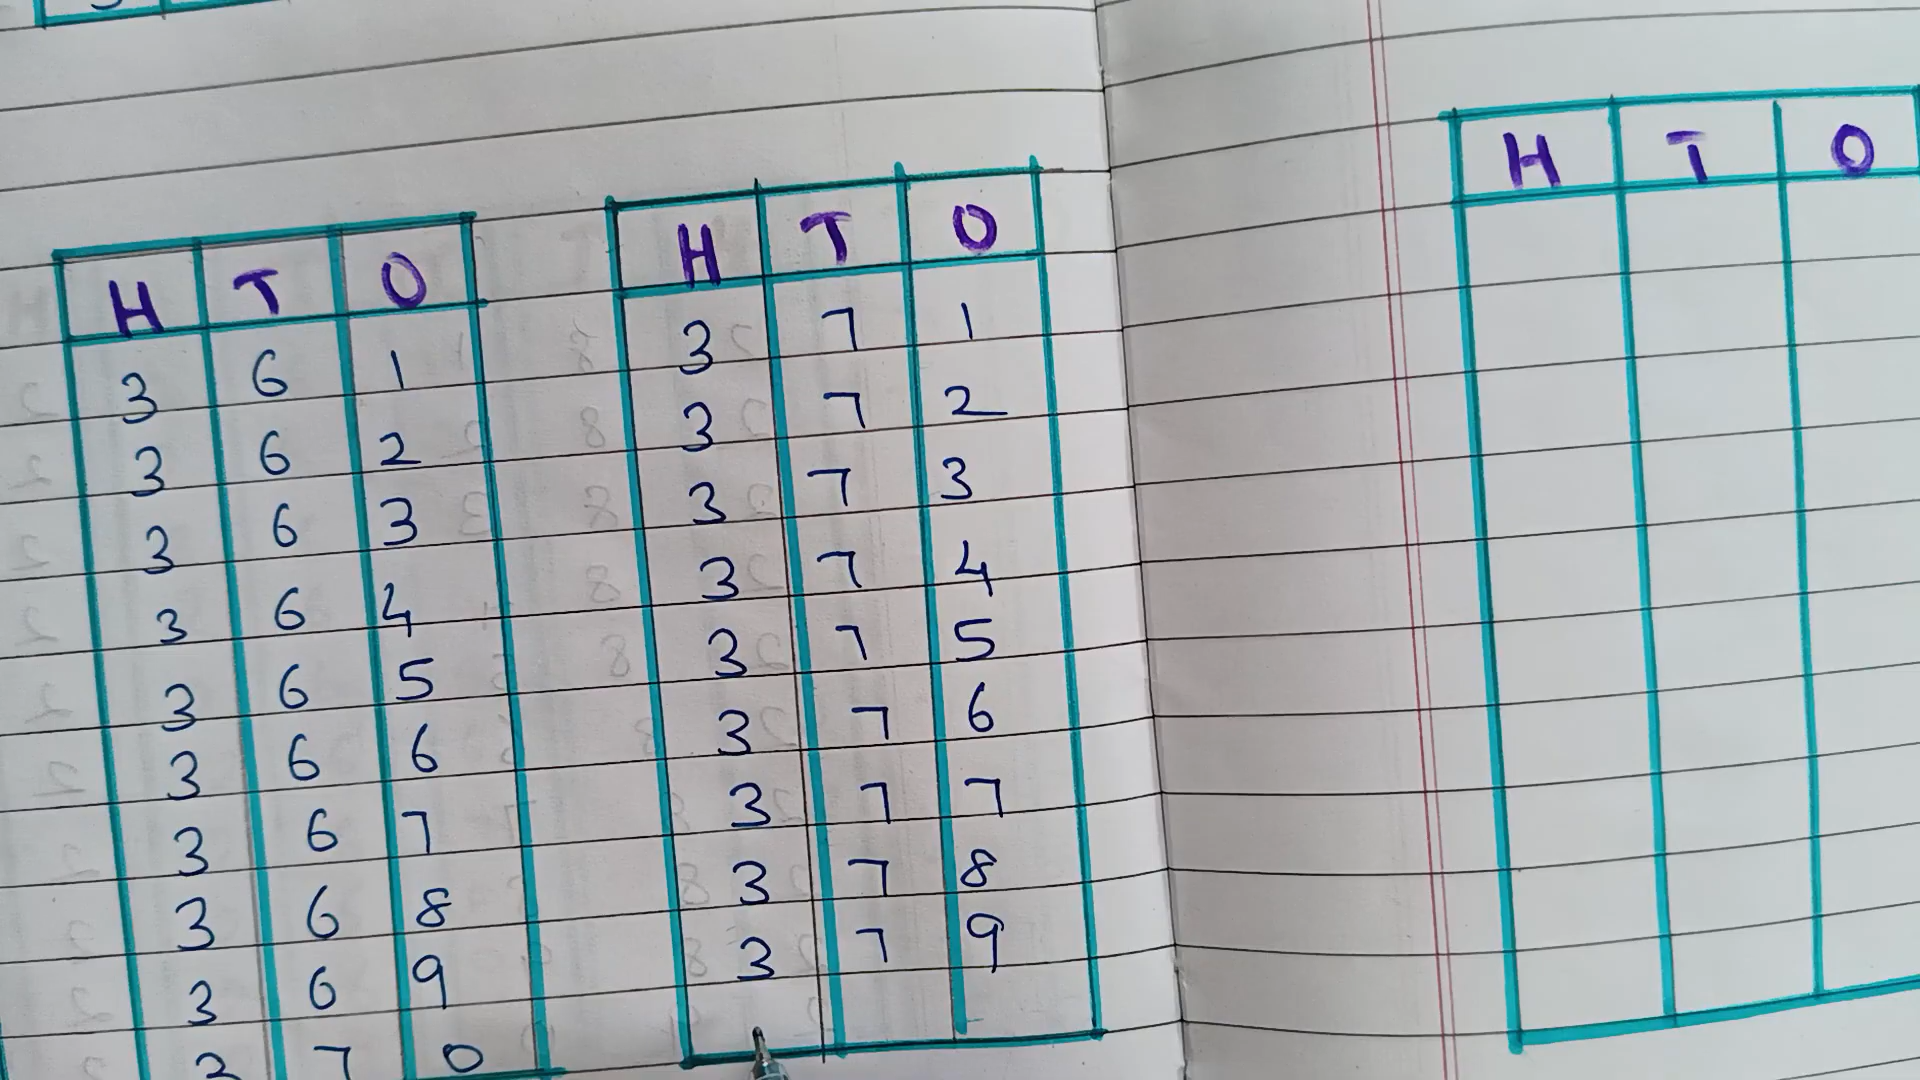 H T O
3 6 1
3 6 2
3 6 3
3 6 4
3 6 5
3 6 6
3 6 7
3 6 8
3 6 9
3 7 0
H T O
3 7 1
3 7 2
3 7 3
3 7 4
3 7 5
3 7 6
3 7 7
3 7 8
3 7 9
H T O